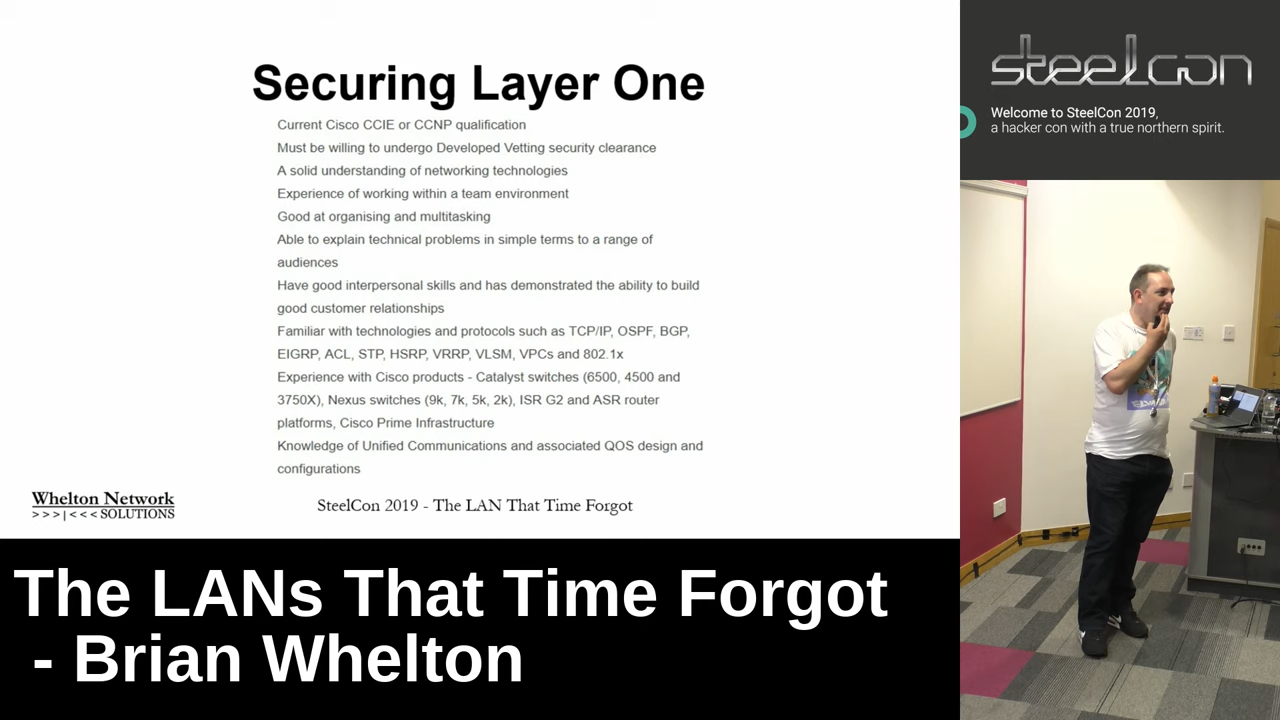 Securing Layer One
Current Cisco CCIE or CCNP qualification
Must be willing to undergo Developed Vetting security clearance
A solid understanding of networking technologies
Experience of working within a team environment
Good at organising and multitasking
Able to explain technical problems in simple terms to a range of
audiences
Have good interpersonal skills and has demonstrated the ability to build
good customer relationships
Familiar with technologies and protocols such as TCP/IP, OSPF, BGP,
EIGRP, ACL, STP, HSRP, VRRP, VLSM, VPCs and 802.1x
Experience with Cisco products - Catalyst switches (6500, 4500 and
3750X), Nexus switches (9k, 7k, 5k, 2k), ISR G2 and ASR router
platforms, Cisco Prime Infrastructure
Knowledge of Unified Communications and associated QOS design and
configurations
Whelton Network
>>>|<<< SOLUTIONS
SteelCon 2019 - The LAN That Time Forgot
The LANs That Time Forgot
- Brian Whelton
steelcon
Welcome to SteelCon 2019,
a hacker con with a true northern spirit.